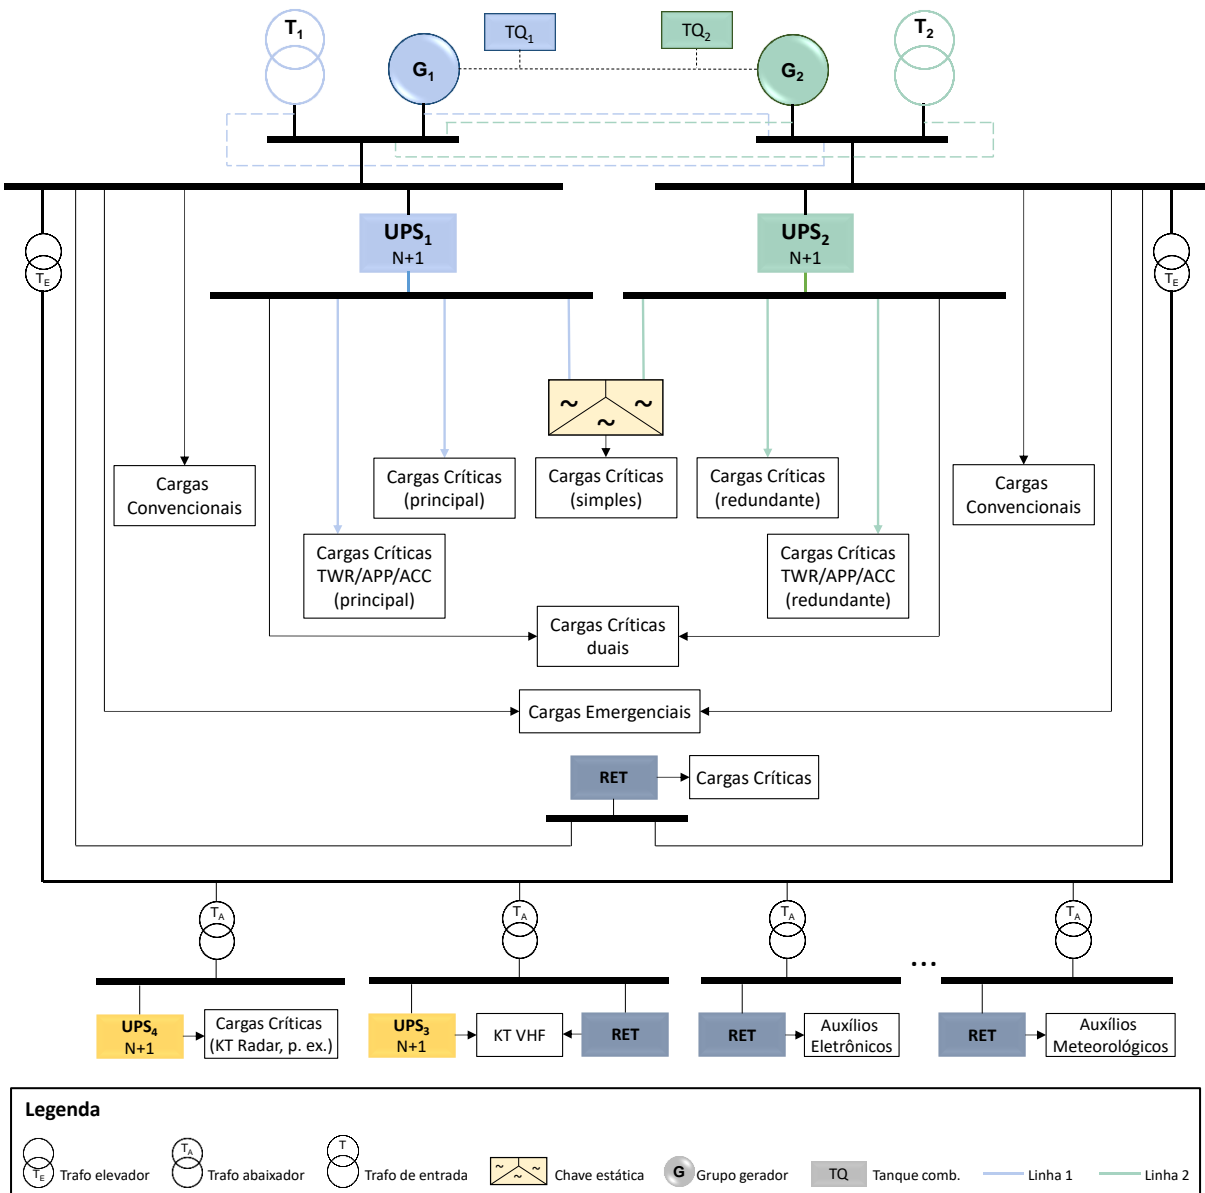 T1
G1
TQ1
TQ2
G2
T2
UPS1
N+1
UPS2
N+1
TE
TE
~ ~
~
Cargas
Convencionais
Cargas Críticas
(principal)
Cargas Críticas
(simples)
Cargas Críticas
(redundante)
Cargas
Convencionais
Cargas Críticas
TWR/APP/ACC
(principal)
Cargas Críticas
TWR/APP/ACC
(redundante)
Cargas Críticas
duais
Cargas Emergenciais
RET
Cargas Críticas
TA
TA
TA
TA
...
UPS4
N+1
Cargas Críticas
(KT Radar, p. ex.)
UPS3
N+1
KT VHF
RET
RET
Auxílios
Eletrônicos
RET
Auxílios
Meteorológicos
Legenda
TE Trafo elevador
TA Trafo abaixador
T Trafo de entrada
~ ~ ~ Chave estática
G Grupo gerador
TQ Tanque comb.
Linha 1
Linha 2